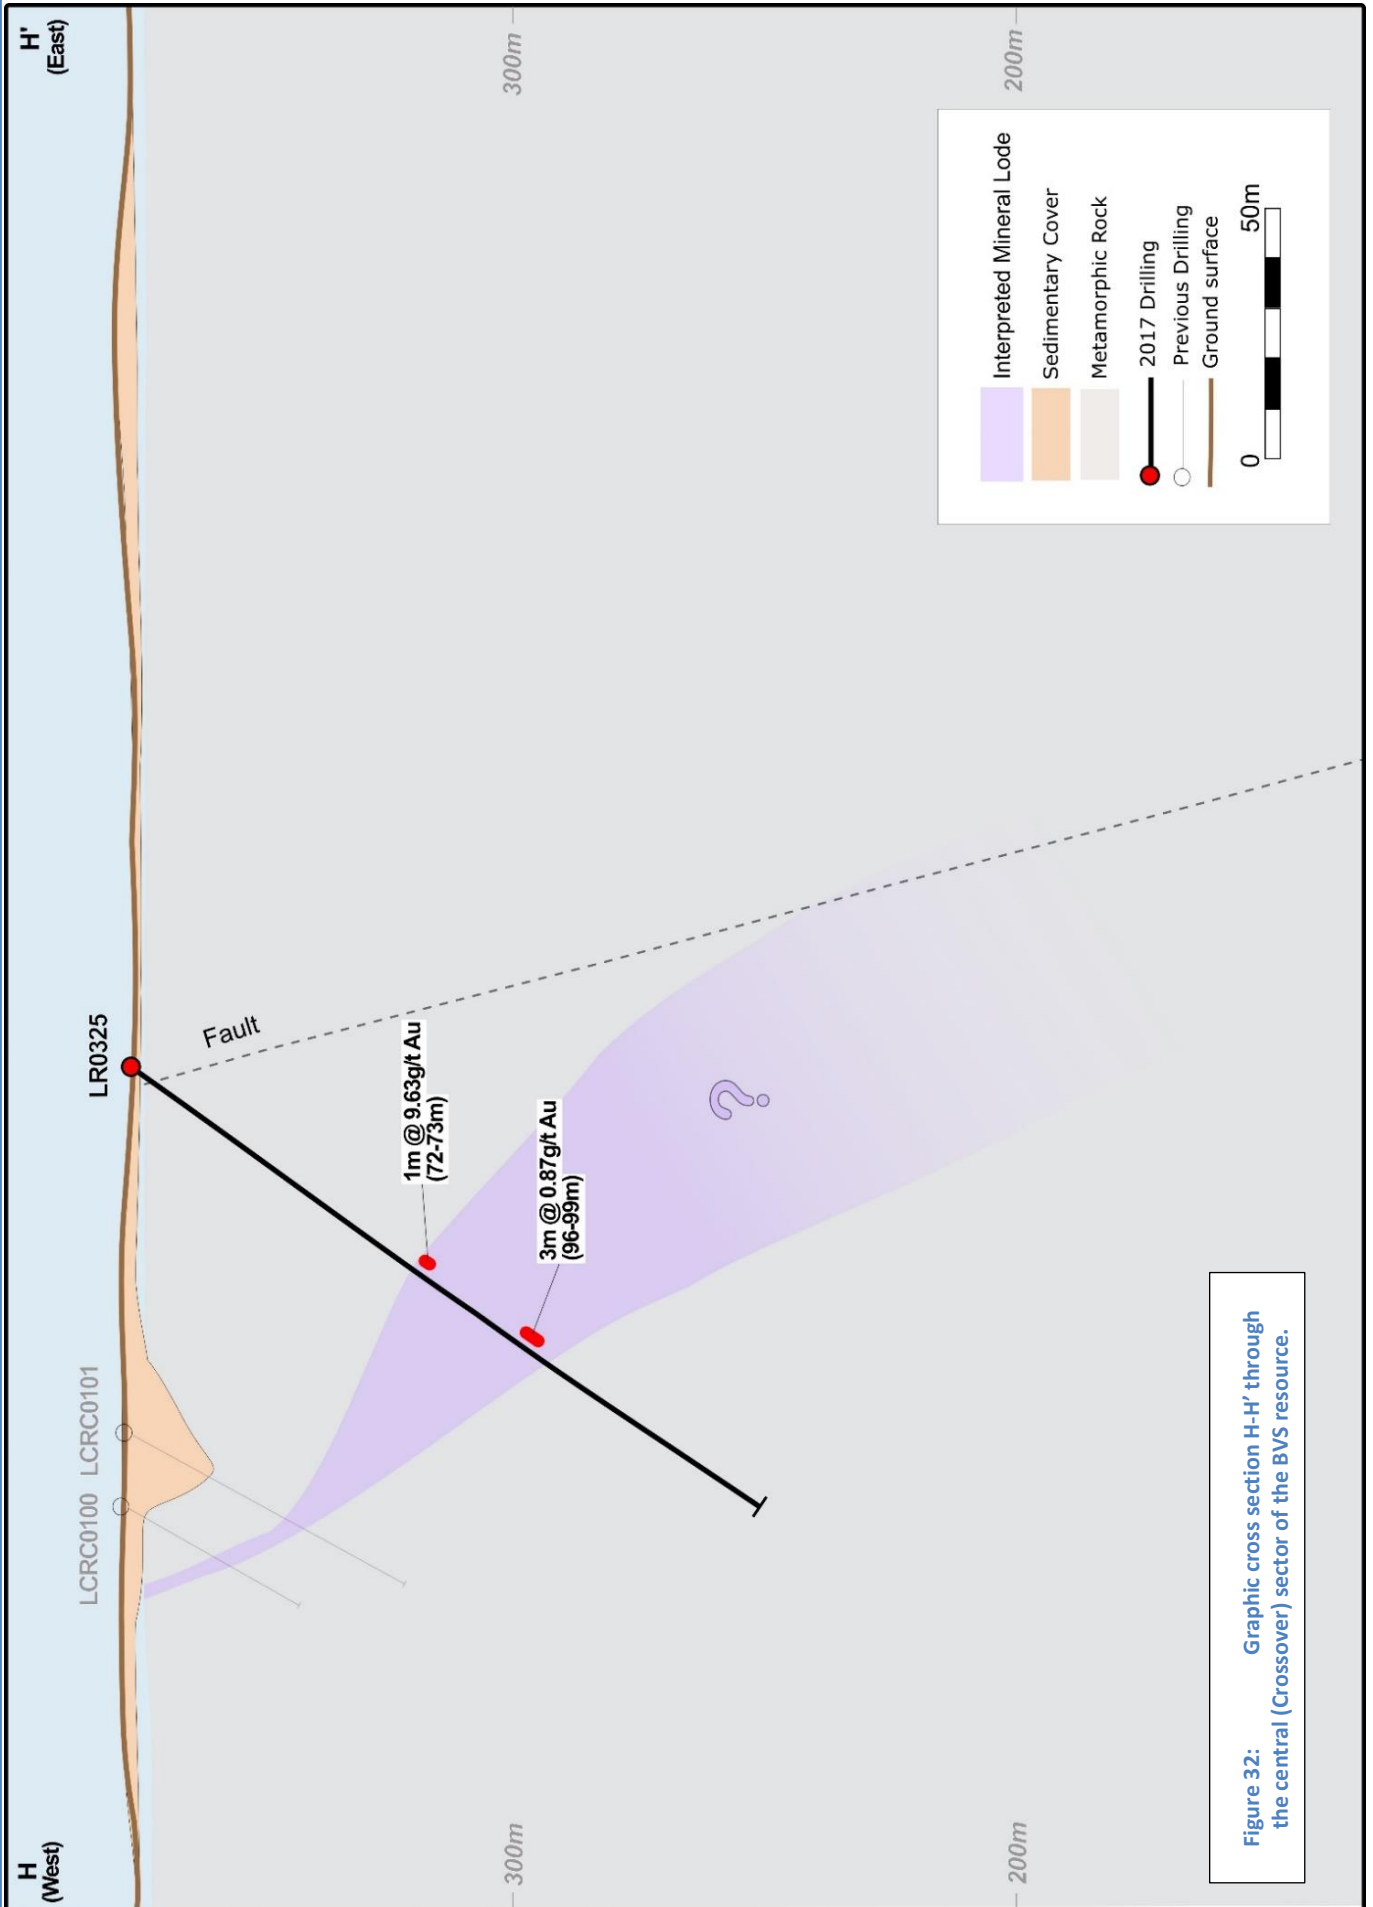 H
(West)
H'
(East)
LCRC0100
LCRC0101
LR0325
Fault
1m @ 9.63g/t Au
(72-73m)
3m @ 0.87g/t Au
(96-99m)
?
300m
300m
200m
200m
Interpreted Mineral Lode
Sedimentary Cover
Metamorphic Rock
2017 Drilling
Previous Drilling
Ground surface
0
50m
Figure 32: Graphic cross section H-H’ through
the central (Crossover) sector of the BVS resource.